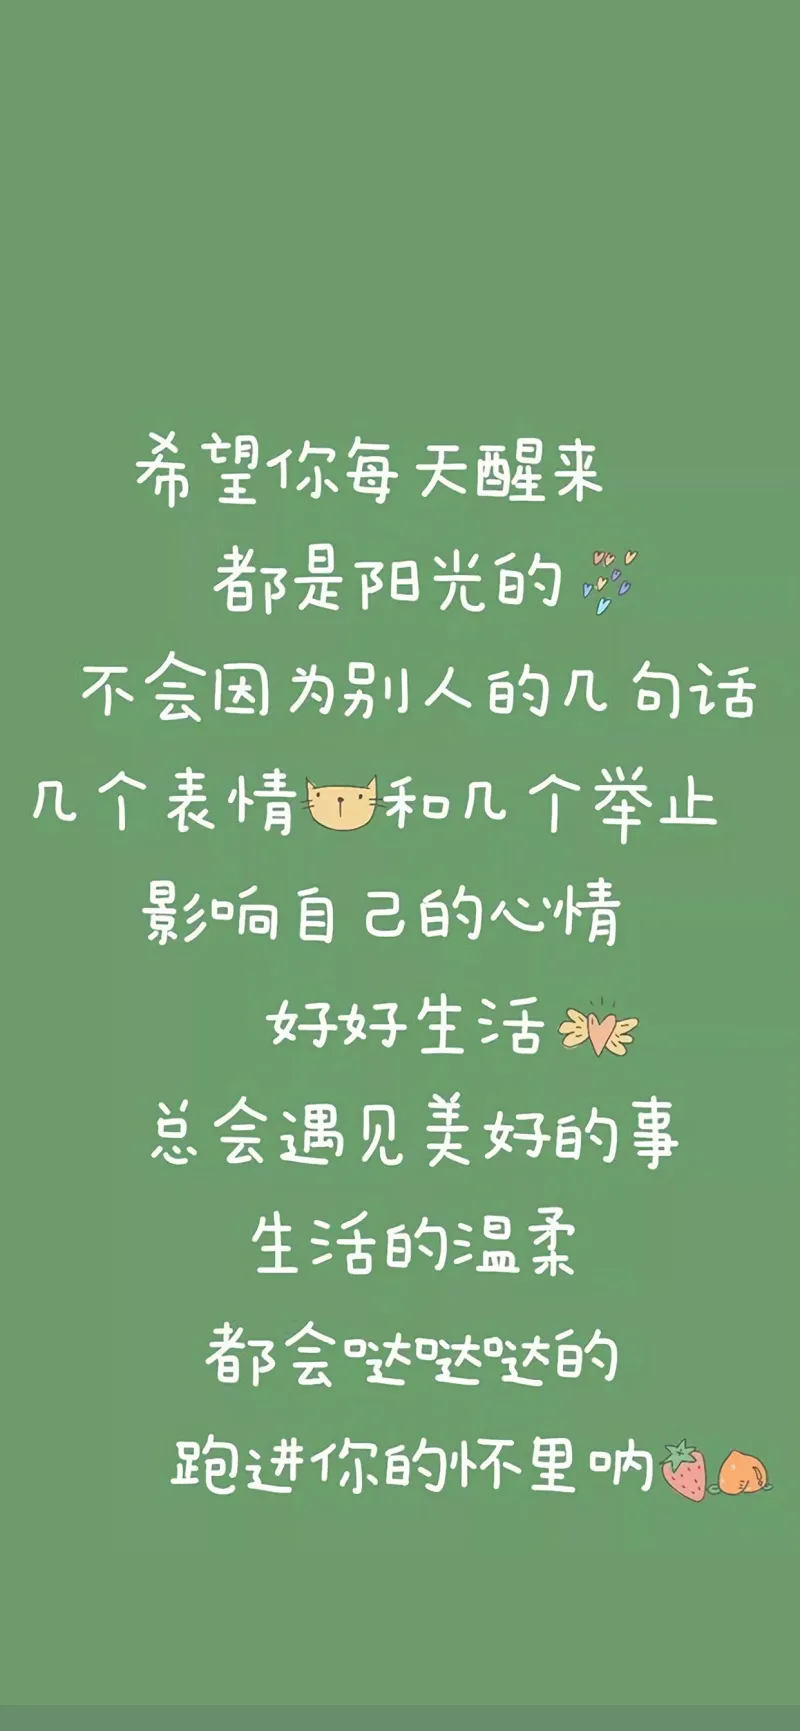 希望你每天醒来
都是阳光的
不会因为别人的几句话
几个表情和几个举止
影响自己的心情
好好生活
总会遇见美好的事
生活的温柔
都会哒哒哒的
跑进你的怀里呐